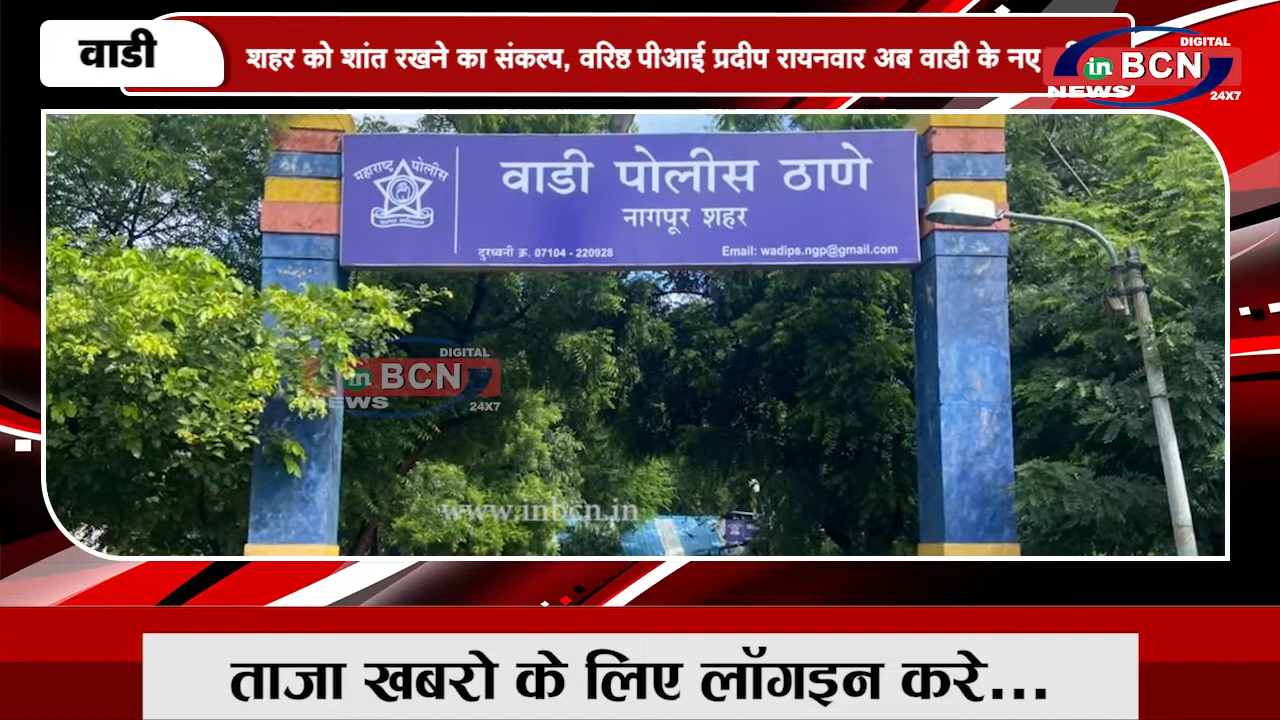 वाडी
शहर को शांत रखने का संकल्प, वरिष्ठ पीआई प्रदीप रायनवार अब वाडी के नए
DIGITAL
in BCN
NEWS
24X7
महाराष्ट्र पोलीस
वाडी पोलीस ठाणे
नागपूर शहर
दुरध्वनी क्र. 07104 - 220928
Email: wadips.ngp@gmail.com
DIGITAL
in BCN
NEWS
24X7
www.inbcn.in
ताजा खबरो के लिए लॉगइन करे...